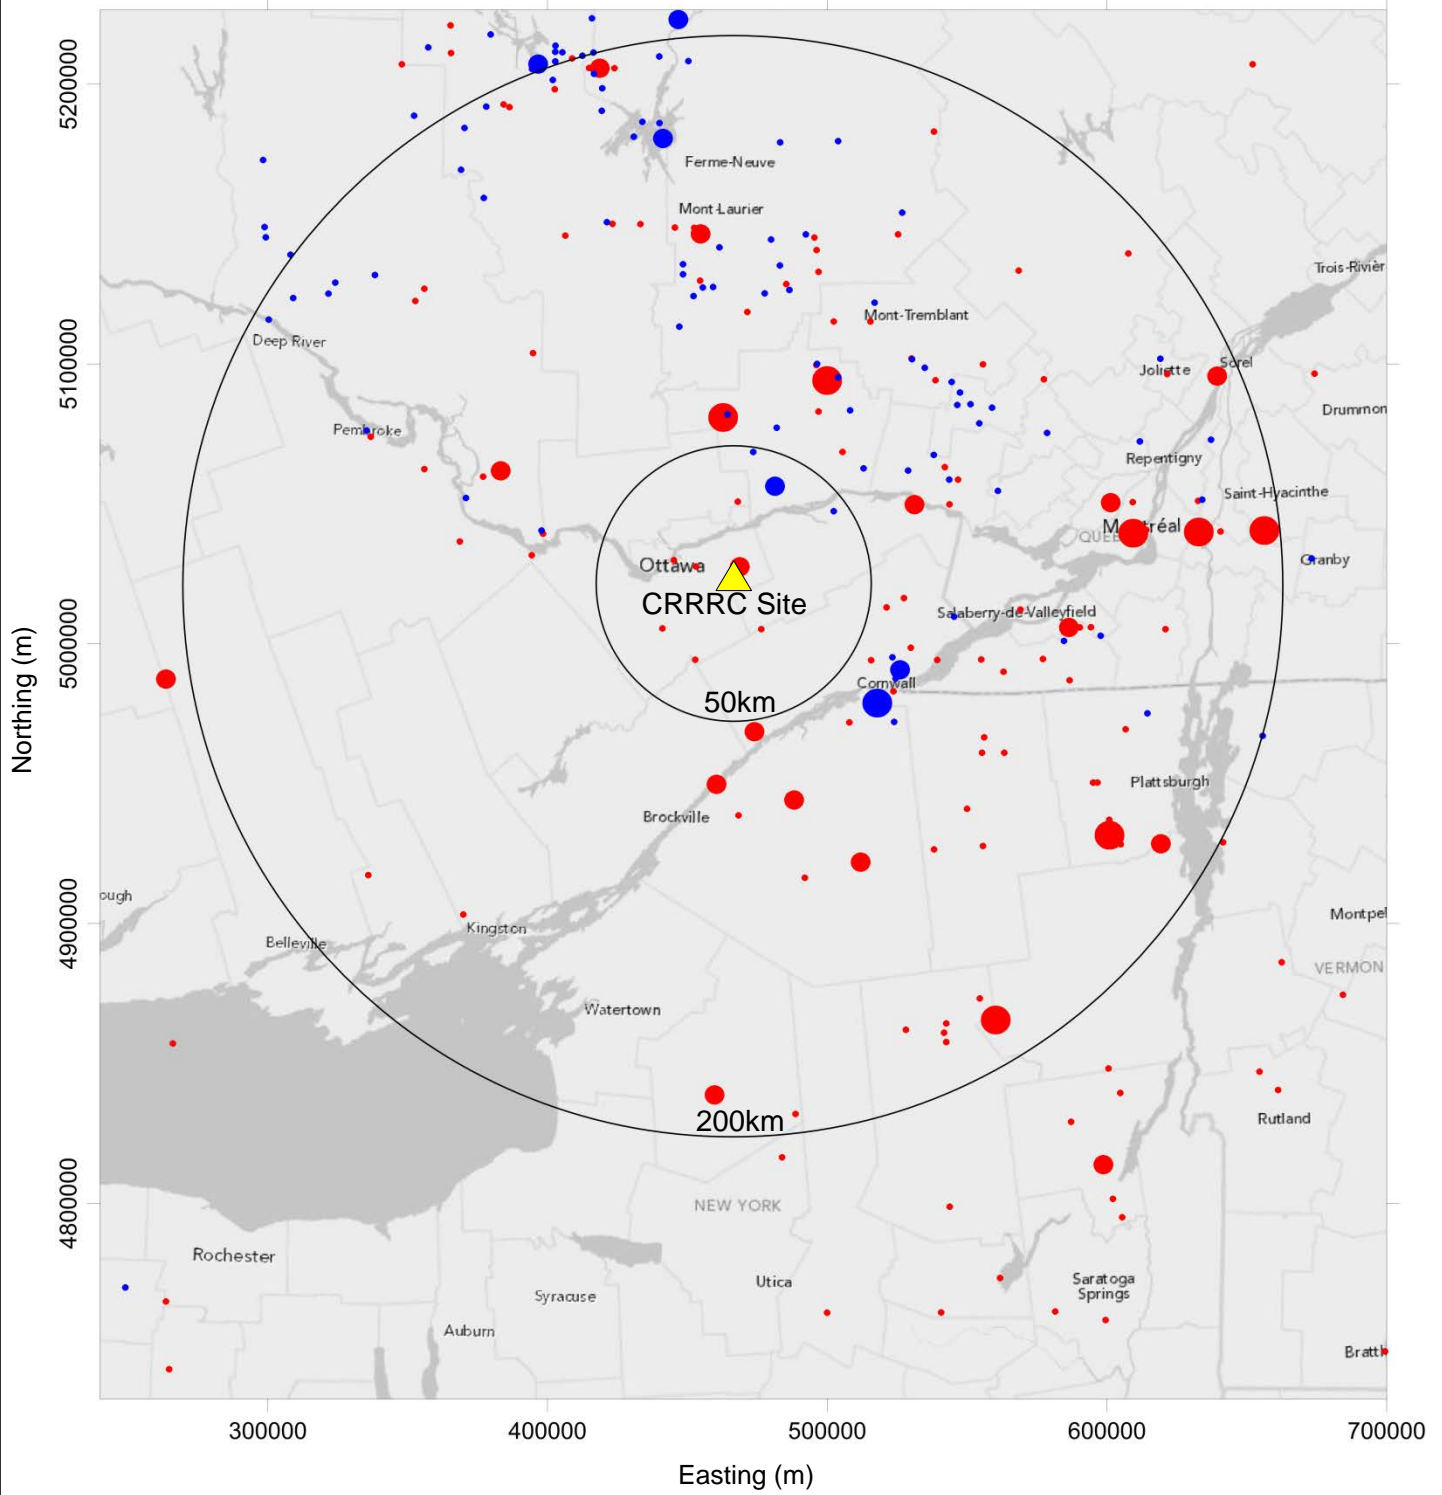 5200000
Ferme-Neuve
Mont-Laurier
Trois-Rivièr
Mont-Tremblant
Deep River
5100000
Joliette
Sorel
Drummon
Pembroke
Repentigny
Saint-Hyacinthe
Montréal
QUEB
Granby
Ottawa
CRRRC Site
Salaberry-de-Valleyfield
5000000
Cornwall
50km
Northing (m)
Plattsburgh
Brockville
ough
4900000
Kingston
Belleville
Montpel
VERMON
Watertown
200km
Rutland
4800000
NEW YORK
Rochester
Utica
Saratoga
Springs
Syracuse
Auburn
Brattl
300000
400000
500000
600000
700000
Easting (m)